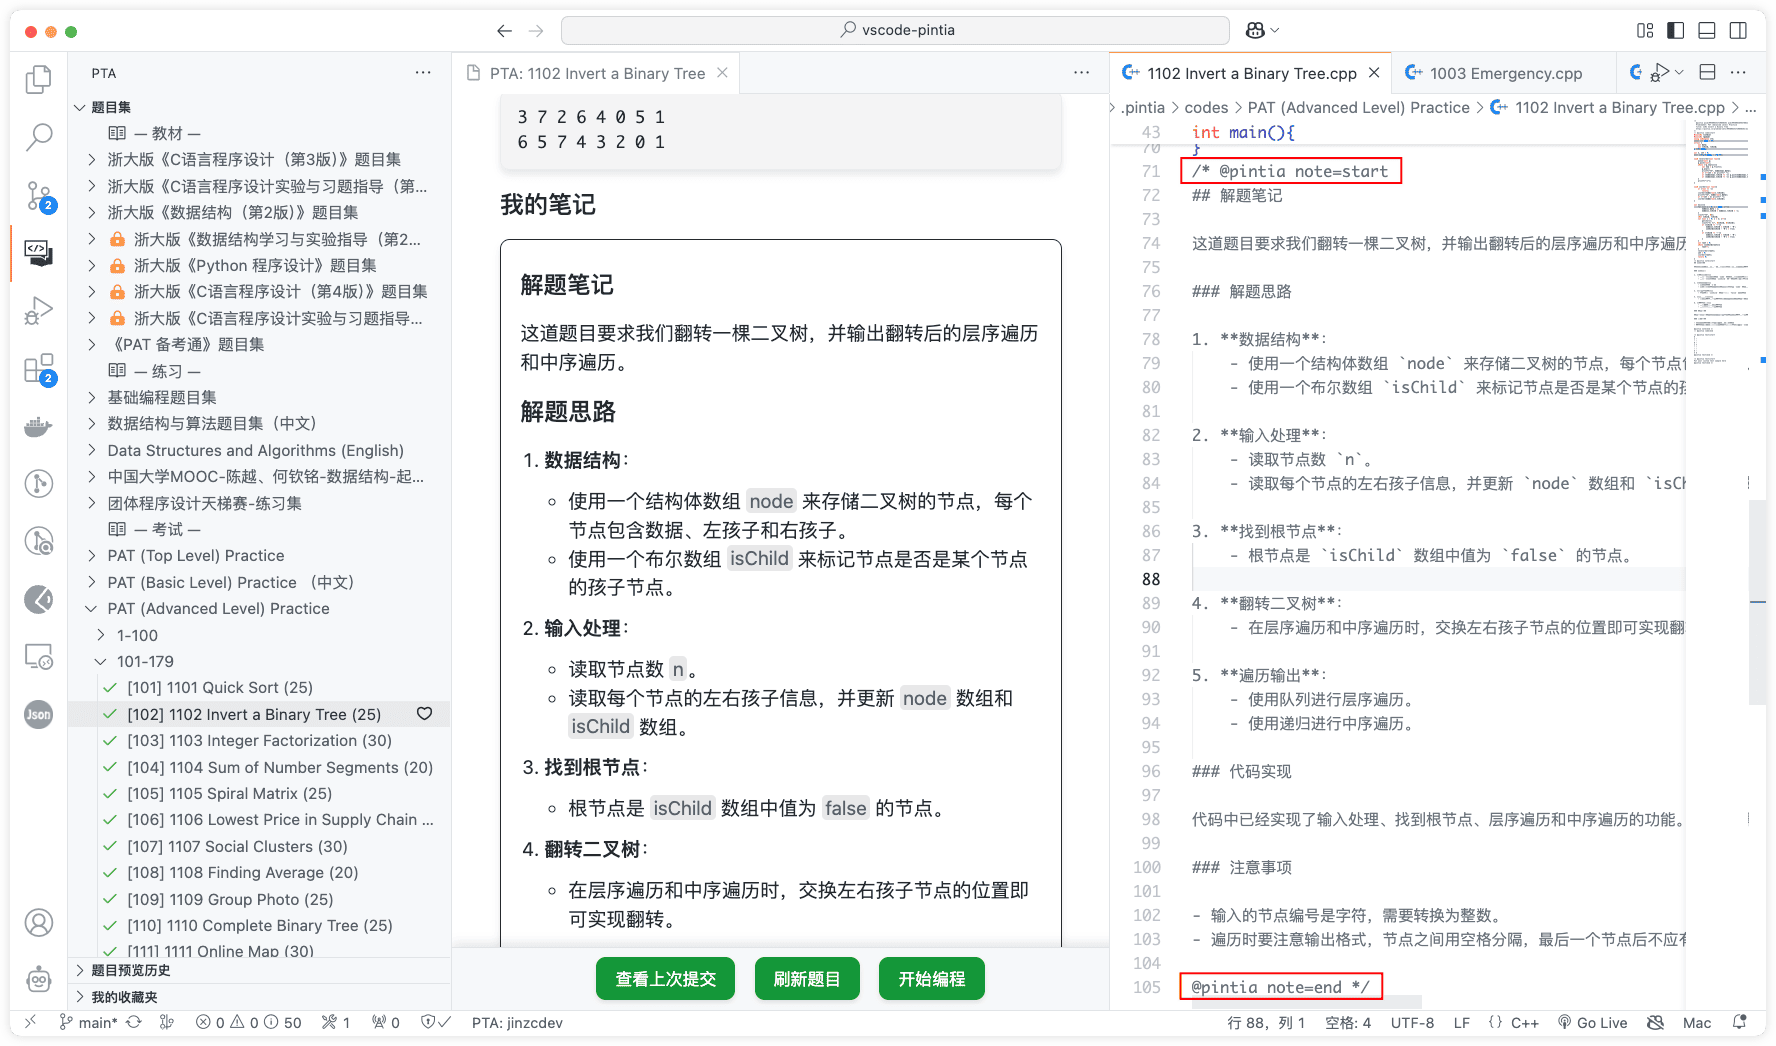 vscode-pintia
PTA
题目集
— 教材 —
浙大版《C语言程序设计（第3版）》题目集
浙大版《C语言程序设计实验与习题指导（第...
浙大版《数据结构（第2版）》题目集
浙大版《数据结构学习与实验指导（第2...
浙大版《Python 程序设计》题目集
浙大版《C语言程序设计（第4版）》题目集
浙大版《C语言程序设计实验与习题指导...
《PAT 备考通》题目集
— 练习 —
基础编程题目集
数据结构与算法题目集（中文）
Data Structures and Algorithms (English)
中国大学MOOC-陈越、何钦铭-数据结构-起...
团体程序设计天梯赛-练习集
— 考试 —
PAT (Top Level) Practice
PAT (Basic Level) Practice （中文）
PAT (Advanced Level) Practice
1-100
101-179
[101] 1101 Quick Sort (25)
[102] 1102 Invert a Binary Tree (25)
[103] 1103 Integer Factorization (30)
[104] 1104 Sum of Number Segments (20)
[105] 1105 Spiral Matrix (25)
[106] 1106 Lowest Price in Supply Chain ...
[107] 1107 Social Clusters (30)
[108] 1108 Finding Average (20)
[109] 1109 Group Photo (25)
[110] 1110 Complete Binary Tree (25)
[111] 1111 Online Map (30)
题目预览历史
我的收藏夹
2
2
Json
PTA: 1102 Invert a Binary Tree
3 7 2 6 4 0 5 1
6 5 7 4 3 2 0 1
我的笔记
解题笔记
这道题目要求我们翻转一棵二叉树，并输出翻转后的层序遍历
和中序遍历。
解题思路
1. 数据结构：
使用一个结构体数组 node 来存储二叉树的节点，每个
节点包含数据、左孩子和右孩子。
使用一个布尔数组 isChild 来标记节点是否是某个节点
的孩子节点。
2. 输入处理：
读取节点数 n。
读取每个节点的左右孩子信息，并更新 node 数组和
isChild 数组。
3. 找到根节点：
根节点是 isChild 数组中值为 false 的节点。
4. 翻转二叉树：
在层序遍历和中序遍历时，交换左右孩子节点的位置即
可实现翻转。
查看上次提交 刷新题目 开始编程
1102 Invert a Binary Tree.cpp
1003 Emergency.cpp
.pintia > codes > PAT (Advanced Level) Practice > 1102 Invert a Binary Tree.cpp > ...
43 int main(){
70 }
71 /* @pintia note=start
72 ## 解题笔记
73
74 这道题目要求我们翻转一棵二叉树，并输出翻转后的层序遍历和中序遍历
75
76 ### 解题思路
77
78 1. **数据结构**：
79 - 使用一个结构体数组 `node` 来存储二叉树的节点，每个节点
80 - 使用一个布尔数组 `isChild` 来标记节点是否是某个节点的孩
81
82 2. **输入处理**：
83 - 读取节点数 `n`。
84 - 读取每个节点的左右孩子信息，并更新 `node` 数组和 `isCh
85
86 3. **找到根节点**：
87 - 根节点是 `isChild` 数组中值为 `false` 的节点。
88
89 4. **翻转二叉树**：
90 - 在层序遍历和中序遍历时，交换左右孩子节点的位置即可实现翻
91
92 5. **遍历输出**：
93 - 使用队列进行层序遍历。
94 - 使用递归进行中序遍历。
95
96 ### 代码实现
97
98 代码中已经实现了输入处理、找到根节点、层序遍历和中序遍历的功能。
99
100 ### 注意事项
101
102 - 输入的节点编号是字符，需要转换为整数。
103 - 遍历时要注意输出格式，节点之间用空格分隔，最后一个节点后不应有
104
105 @pintia note=end */
main* 0 0 50 1 0 PTA: jinzcdev
行 88，列 1 空格: 4 UTF-8 LF {} C++ Go Live Mac